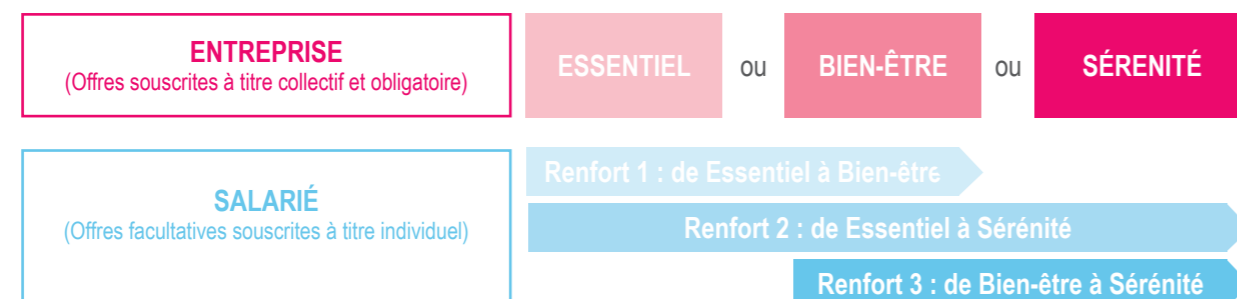 ENTREPRISE
(Offres souscrites à titre collectif et obligatoire)
ESSENTIEL ou BIEN-ÊTRE ou SÉRENITÉ
SALARIÉ
(Offres facultatives souscrites à titre individuel)
Renfort 1 : de Essentiel à Bien-être
Renfort 2 : de Essentiel à Sérénité
Renfort 3 : de Bien-être à Sérénité